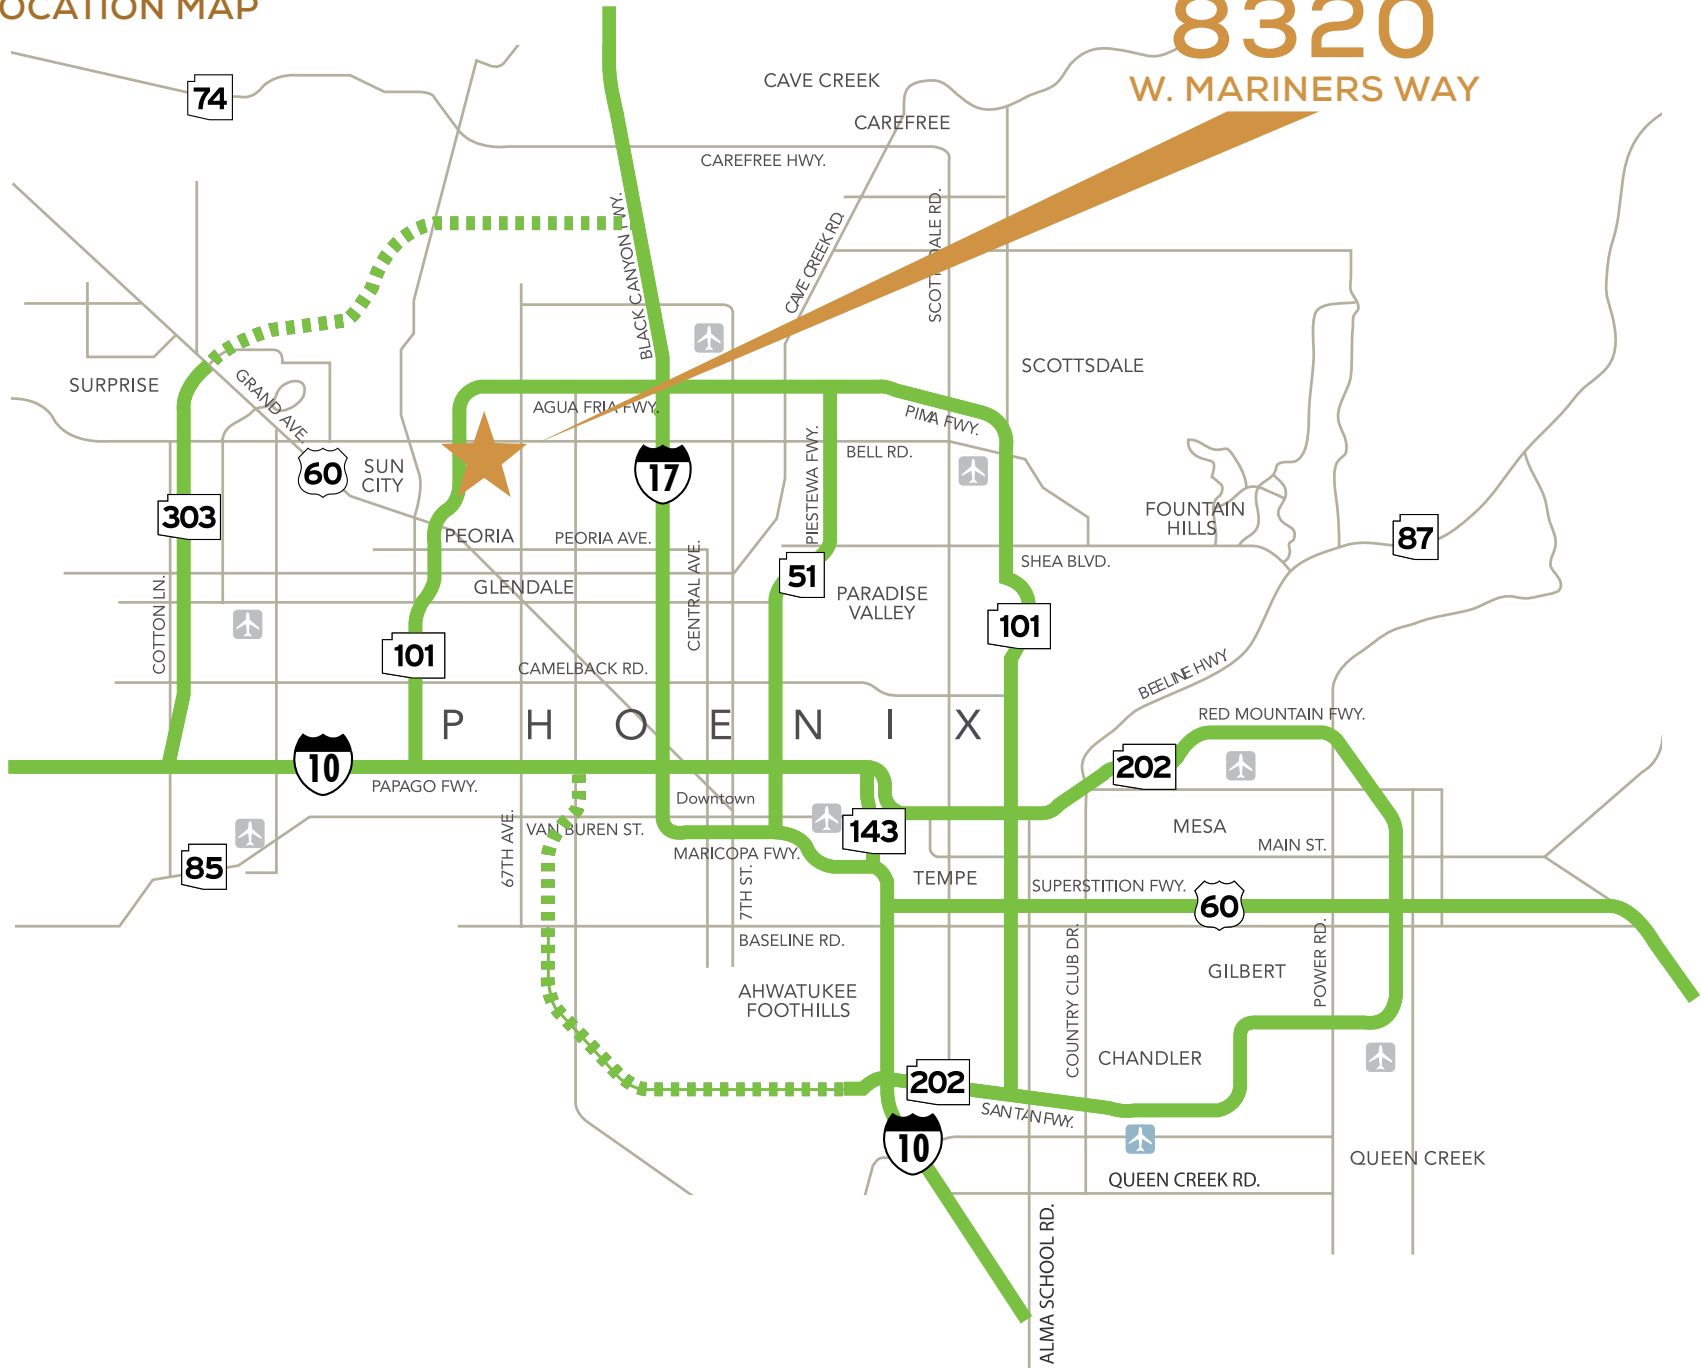 OCATION MAP
8320
W. MARINERS WAY
CAVE CREEK
74
CAREFREE
CAREFREE HWY.
BLACK CANYON FWY.
CAVE CREEK RD.
SCOTTSDALE RD.
SCOTTSDALE
SURPRISE
GRAND AVE.
AGUA FRIA FWY.
PIMA FWY.
BELL RD.
PIESTEWA FWY.
60
SUN
CITY
17
303
FOUNTAIN
HILLS
87
PEORIA
PEORIA AVE.
SHEA BLVD.
51
GLENDALE
CENTRAL AVE.
PARADISE
VALLEY
COTTON LN.
101
101
CAMELBACK RD.
BEELINE HWY
PHOENIX
RED MOUNTAIN FWY.
10
202
PAPAGO FWY.
Downtown
67TH AVE.
VAN BUREN ST.
143
MESA
MAIN ST.
MARICOPA FWY.
85
7TH ST.
TEMPE
SUPERSTITION FWY.
60
BASELINE RD.
COUNTRY CLUB DR.
POWER RD.
GILBERT
AHWATUKEE
FOOTHILLS
CHANDLER
202
SANTAN FWY.
10
QUEEN CREEK
QUEEN CREEK RD.
ALMA SCHOOL RD.